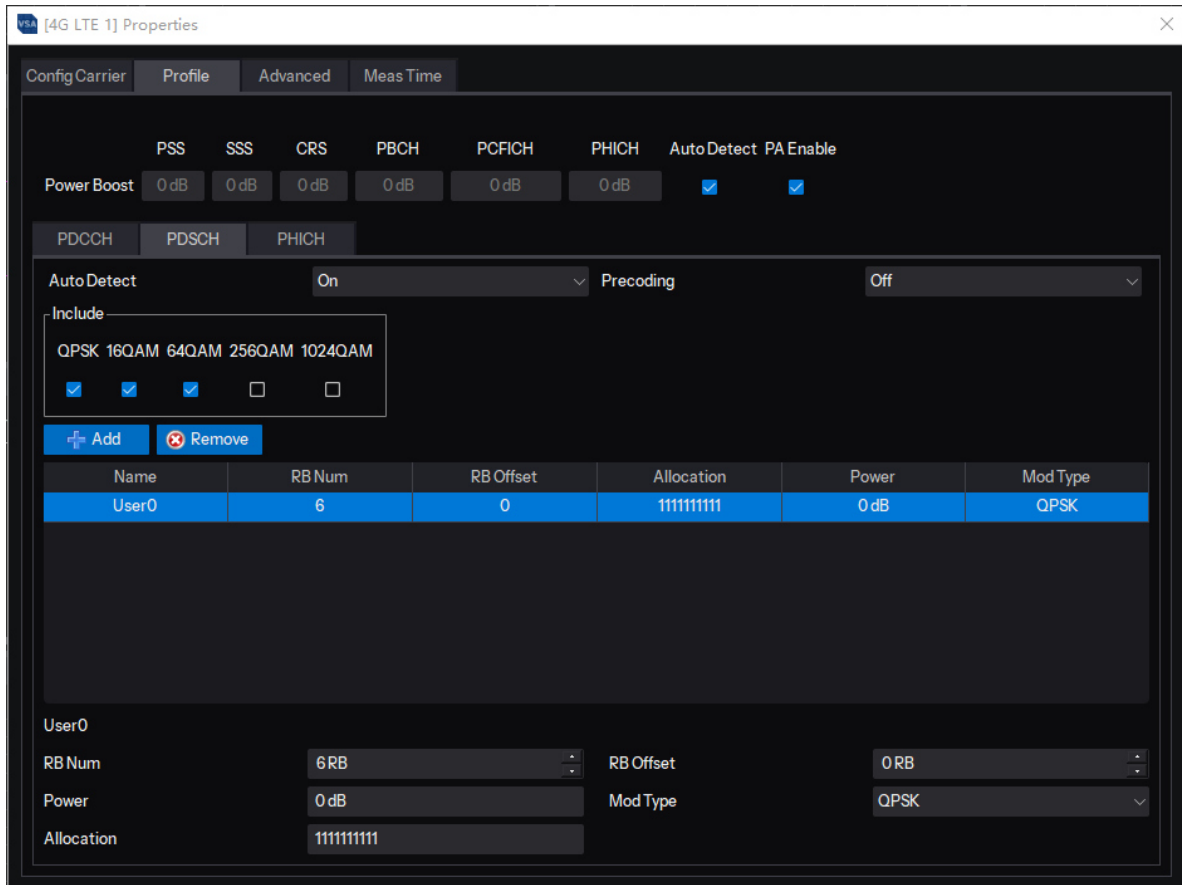 VSA [4G LTE 1] Properties
Config Carrier Profile Advanced Meas Time
PSS SSS CRS PBCH PCFICH PHICH Auto Detect PA Enable
Power Boost 0 dB 0 dB 0 dB 0 dB 0 dB 0 dB
PDCCH PDSCH PHICH
Auto Detect On Precoding Off
Include
QPSK 16QAM 64QAM 256QAM 1024QAM
Add Remove
Name RB Num RB Offset Allocation Power Mod Type
User0 6 0 1111111111 0 dB QPSK
User0
RB Num 6 RB RB Offset 0 RB
Power 0 dB Mod Type QPSK
Allocation 1111111111